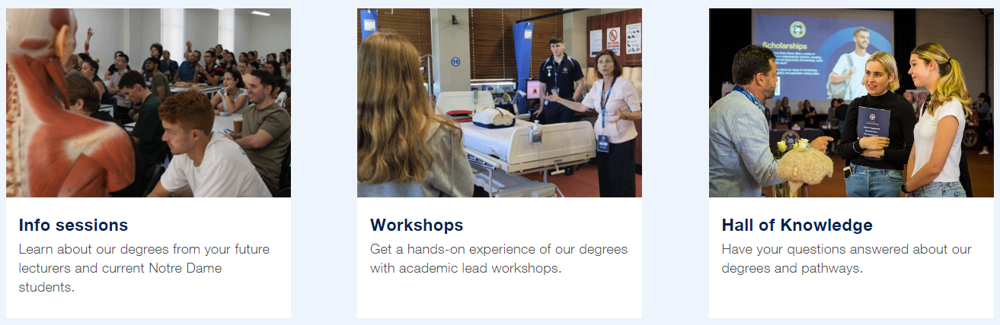 Info sessions
Learn about our degrees from your future
lecturers and current Notre Dame
students.
Workshops
Get a hands-on experience of our degrees
with academic lead workshops.
Hall of Knowledge
Have your questions answered about our
degrees and pathways.
18
Scholarships